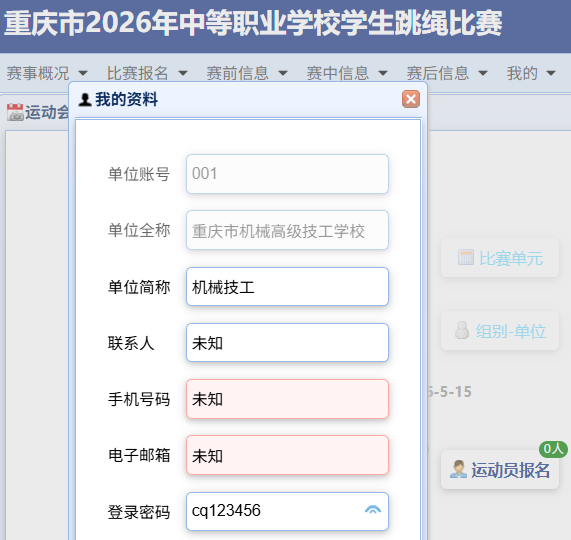 重庆市2026年中等职业学校学生跳绳比赛
赛事概况 比赛报名 赛前信息 赛中信息 赛后信息 我的
运动会
我的资料
单位账号 001
单位全称 重庆市机械高级技工学校
单位简称 机械技工
联系人 未知
手机号码 未知
电子邮箱 未知
登录密码 cq123456
比赛单元
组别-单位
5-15
0人
运动员报名